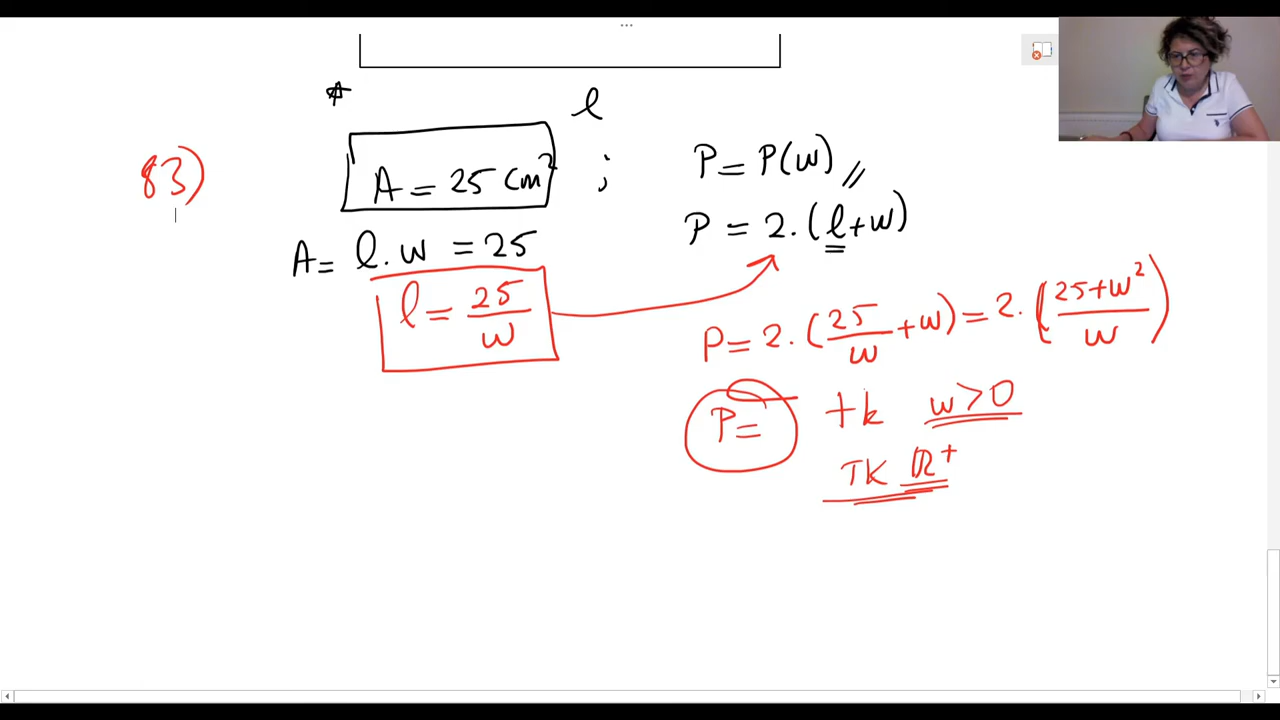 l
A = 25 cm² ;
P = P(w)
83)
P = 2.(l+w)
A = l.w = 25
l = 25/w
P = 2.(25/w + w) = 2.(25+w²/w)
P =
w>0
TK ℝ⁺